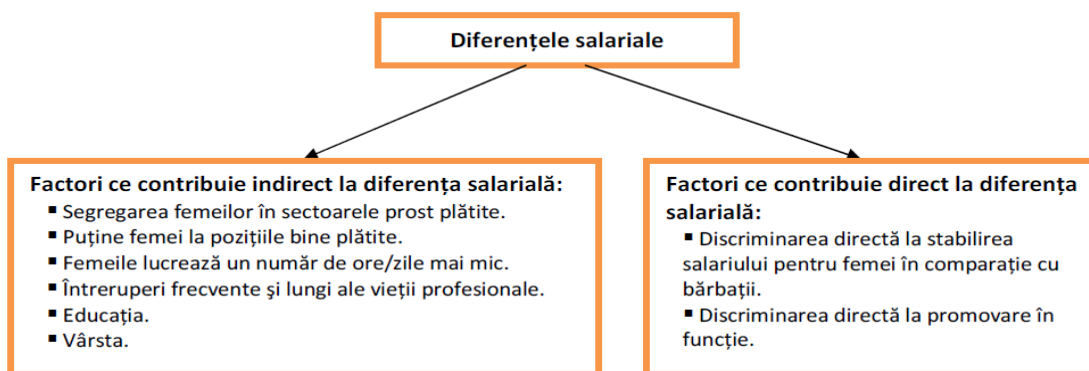 Diferențele salariale
Factori ce contribuie indirect la diferența salarială:
▪ Segregarea femeilor în sectoarele prost plătite.
▪ Puține femei la pozițiile bine plătite.
▪ Femeile lucrează un număr de ore/zile mai mic.
▪ Întreruperi frecvente şi lungi ale vieții profesionale.
▪ Educația.
▪ Vârsta.
Factori ce contribuie direct la diferența
salarială:
▪ Discriminarea directă la stabilirea
salariului pentru femei în comparație cu
bărbații.
▪ Discriminarea directă la promovare în
funcție.